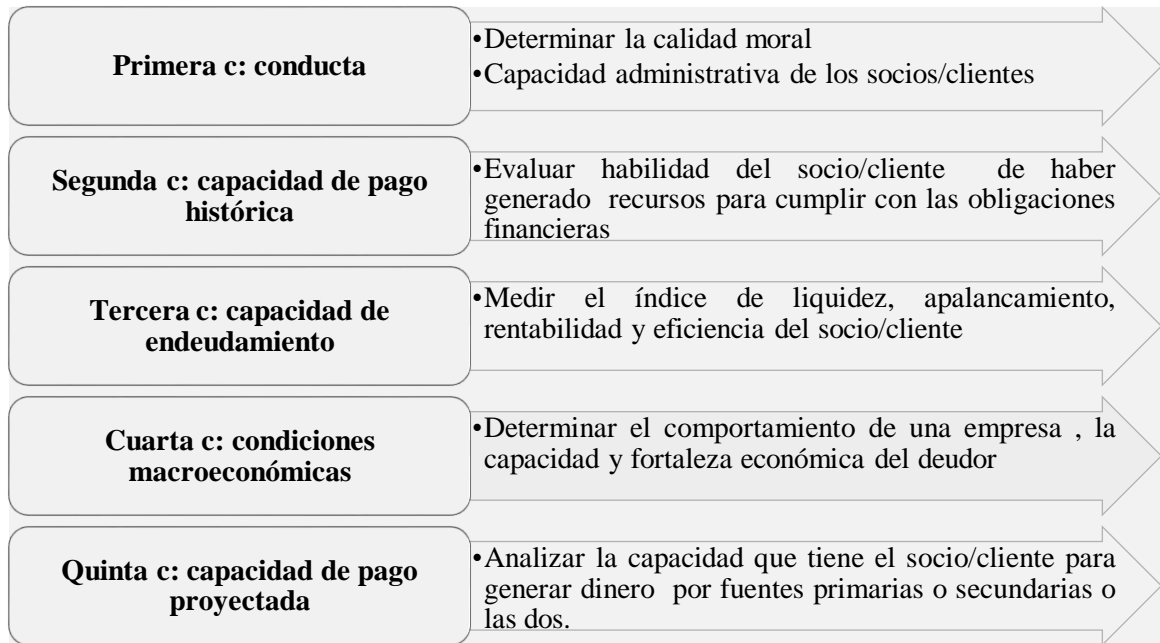 Primera c: conducta
•Determinar la calidad moral
•Capacidad administrativa de los socios/clientes
Segunda c: capacidad de pago
histórica
•Evaluar habilidad del socio/cliente de haber
generado recursos para cumplir con las obligaciones
financieras
Tercera c: capacidad de
endeudamiento
•Medir el índice de liquidez, apalancamiento,
rentabilidad y eficiencia del socio/cliente
Cuarta c: condiciones
macroeconómicas
•Determinar el comportamiento de una empresa , la
capacidad y fortaleza económica del deudor
Quinta c: capacidad de pago
proyectada
•Analizar la capacidad que tiene el socio/cliente para
generar dinero por fuentes primarias o secundarias o
las dos.